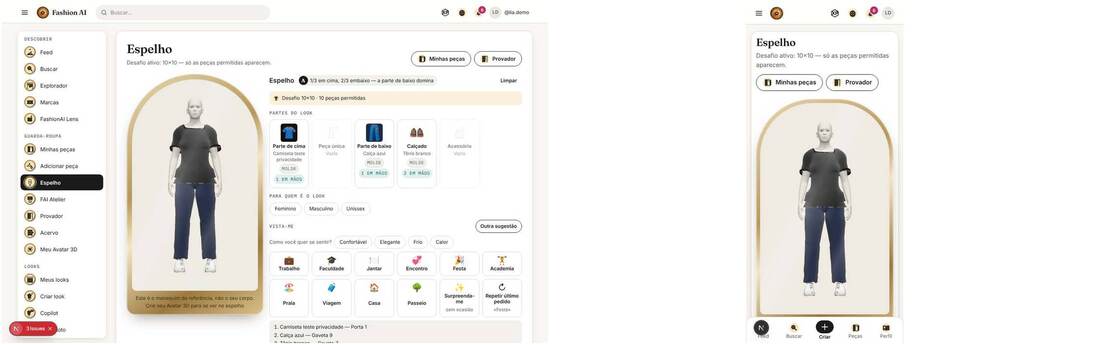 Fashion AI
Buscar...
6
LD
@lia.demo
DESCOBRIR
Feed
Buscar
Explorador
Marcas
FashionAI Lens
GUARDA-ROUPA
Minhas peças
Adicionar peça
Espelho
FAI Atelier
Provador
Acervo
Meu Avatar 3D
LOOKS
Meus looks
Criar look
Copilot
N
3 Issues
Espelho
Desafio ativo: 10×10 — só as peças permitidas aparecem.
Minhas peças
Provador
Este é o manequim de referência, não o seu corpo.
Crie seu Avatar 3D para se ver no espelho
Espelho
1/3 em cima, 2/3 embaixo — a parte de baixo domina
Limpar
Desafio 10×10 · 10 peças permitidas
PARTES DO LOOK
Parte de cima
Camiseta teste privacidade
MOLDE
1 EM MÃOS
Peça única
Vazio
Parte de baixo
Calça azul
MOLDE
2 EM MÃOS
Calçado
Tênis branco
MOLDE
3 EM MÃOS
Acessório
Vazio
PARA QUEM É O LOOK
Feminino
Masculino
Unissex
VISTA-ME
Outra sugestão
Como você quer se sentir?
Confortável
Elegante
Frio
Calor
Trabalho
Faculdade
Jantar
Encontro
Festa
Academia
Praia
Viagem
Casa
Passeio
Surpreenda-me
sem ocasião
Repetir último pedido
«Festa»
1. Camiseta teste privacidade — Porta 1
2. Calça azul — Gaveta 9
6
LD
Espelho
Desafio ativo: 10×10 — só as peças permitidas
aparecem.
Minhas peças
Provador
N
Feed
Buscar
Criar
Peças
Perfil